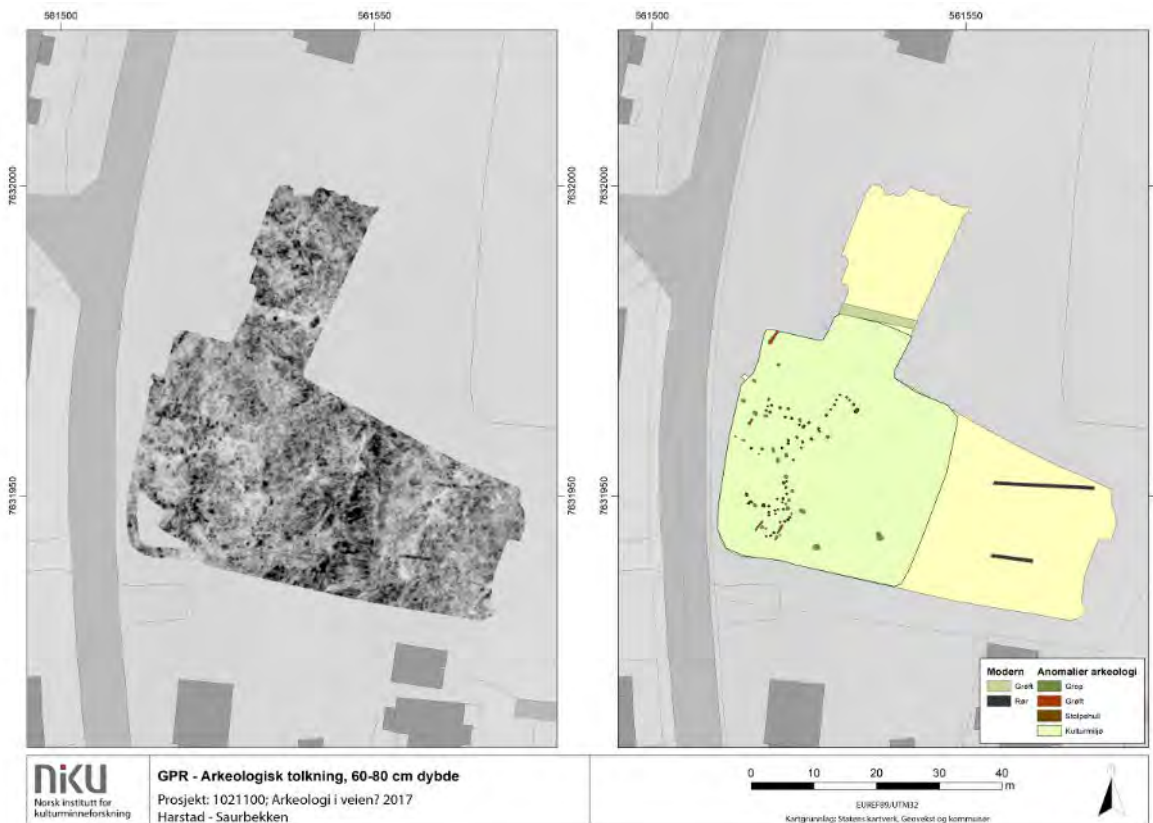 561500 561550 561500 561550
7632000 7632000 7632000
7631950 7631950 7631950
Modern Anomalier arkeologi
Grøft Grop
Rør Grøft
Stolpehull
Kulturmiljø
niku
Norsk institutt for
kulturminneforskning
GPR - Arkeologisk tolkning, 60-80 cm dybde
Prosjekt: 1021100; Arkeologi i veien? 2017
Harstad - Saurbekken
0 10 20 30 40
m
EUREF89/UTM32
Kartgrunnlag: Statens kartverk, Geovekst og kommuner